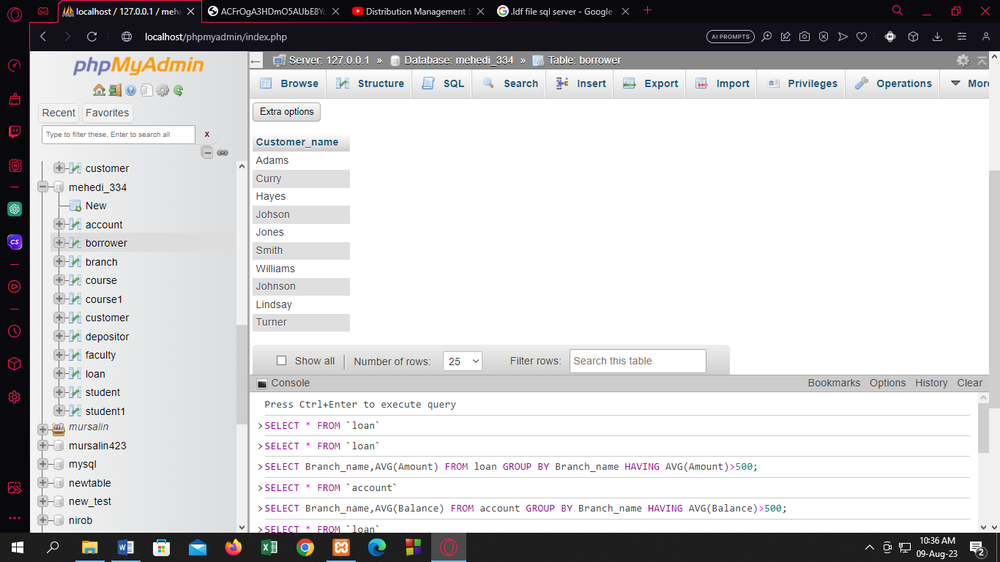 localhost / 127.0.0.1 / mehe
ACFrOgA3HDmO5AUbE8Yc
Distribution Management S
.ldf file sql server - Google S
localhost/phpmyadmin/index.php
AI PROMPTS
phpMyAdmin
Recent
Favorites
Type to filter these, Enter to search all
X
customer
mehedi_334
New
account
borrower
branch
course
course1
customer
depositor
faculty
loan
student
student1
mursalin
mursalin423
mysql
newtable
new_test
nirob
Server: 127.0.0.1 » Database: mehedi_334 » Table: borrower
Browse
Structure
SQL
Search
Insert
Export
Import
Privileges
Operations
More
Extra options
Customer_name
Adams
Curry
Hayes
Johson
Jones
Smith
Williams
Johnson
Lindsay
Turner
Show all
Number of rows:
25
Filter rows:
Search this table
Console
Bookmarks
Options
History
Clear
Press Ctrl+Enter to execute query
>SELECT * FROM `loan`
>SELECT * FROM `loan`
>SELECT Branch_name,AVG(Amount) FROM loan GROUP BY Branch_name HAVING AVG(Amount)>500;
>SELECT * FROM `account`
>SELECT Branch_name,AVG(Balance) FROM account GROUP BY Branch_name HAVING AVG(Balance)>500;
>SELECT * FROM `loan`
CS
10:36 AM
09-Aug-23
2